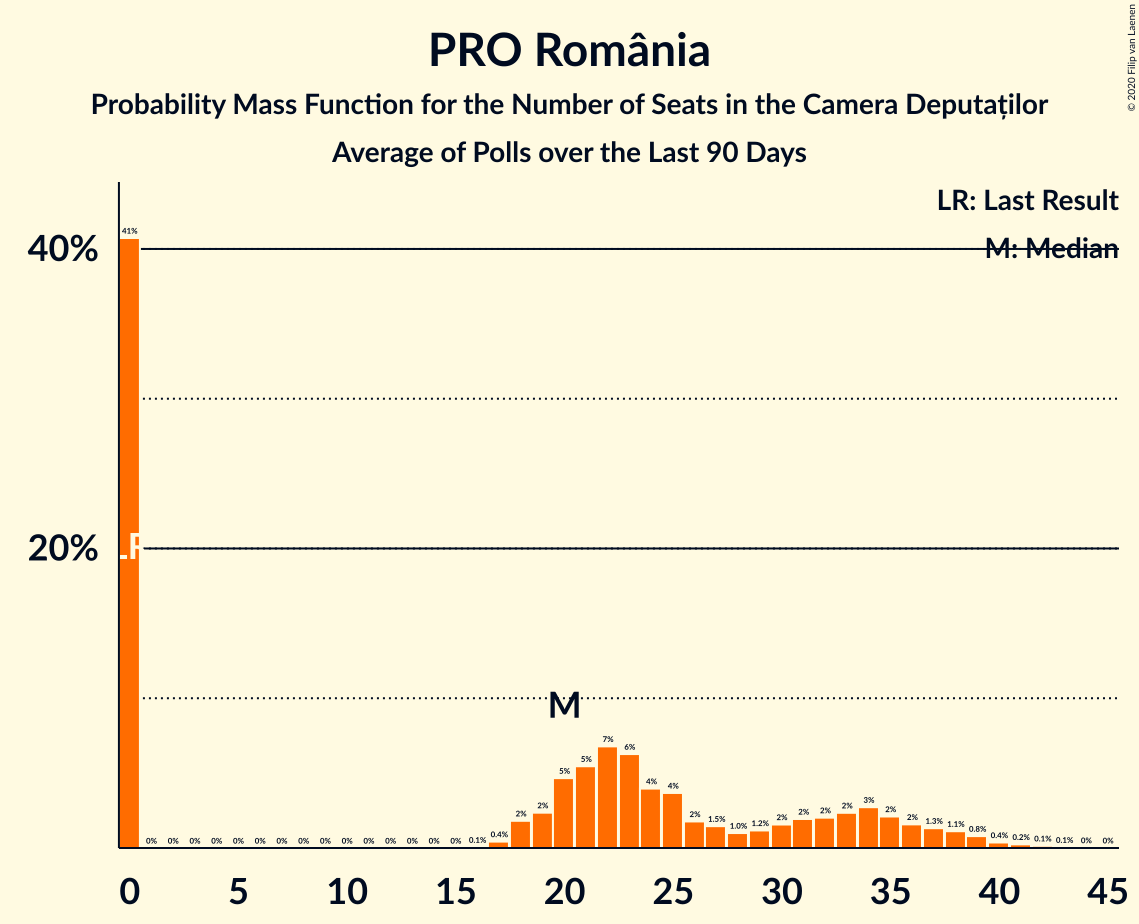 PRO România
Probability Mass Function for the Number of Seats in the Camera Deputaților
Average of Polls over the Last 90 Days
© 2020 Filip van Laenen
LR: Last Result
M: Median
40%
20%
LR
M
41% 0% 0% 0% 0% 0% 0% 0% 0% 0% 0% 0% 0% 0% 0% 0% 0.1% 0.4% 2% 2% 5% 5% 7% 6% 4% 4% 2% 1.5% 1.0% 1.2% 2% 2% 2% 2% 3% 2% 2% 1.3% 1.1% 0.8% 0.4% 0.2% 0.1% 0.1% 0% 0%
0 5 10 15 20 25 30 35 40 45